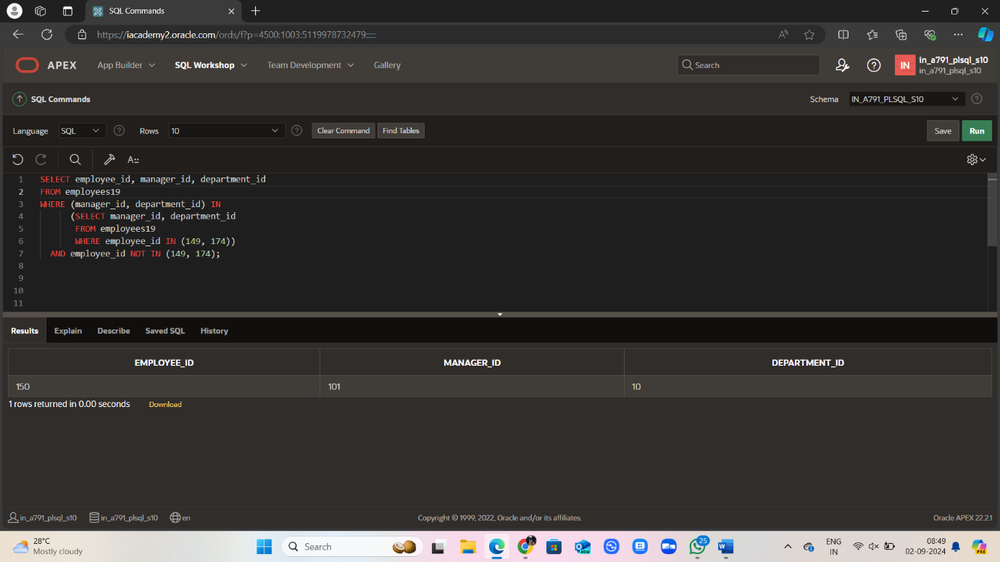 SQL Commands
https://iacademy2.oracle.com/ords/f?p=4500:1003:5119978732479:::::
APEX App Builder SQL Workshop Team Development Gallery Search IN in_a791_plsql_s10
in_a791_plsql_s10
SQL Commands Schema IN_A791_PLSQL_S10
Language SQL Rows 10 Clear Command Find Tables Save Run
A::
1 SELECT employee_id, manager_id, department_id
2 FROM employees19
3 WHERE (manager_id, department_id) IN
4 (SELECT manager_id, department_id
5 FROM employees19
6 WHERE employee_id IN (149, 174))
7 AND employee_id NOT IN (149, 174);
8
9
10
11
Results Explain Describe Saved SQL History
EMPLOYEE_ID MANAGER_ID DEPARTMENT_ID
150 101 10
1 rows returned in 0.00 seconds Download
in_a791_plsql_s10 in_a791_plsql_s10 en Copyright © 1999, 2022, Oracle and/or its affiliates. Oracle APEX 22.2.1
28°C
Mostly cloudy
Search
NEW
25
ENG
IN
08:49
02-09-2024
PRE